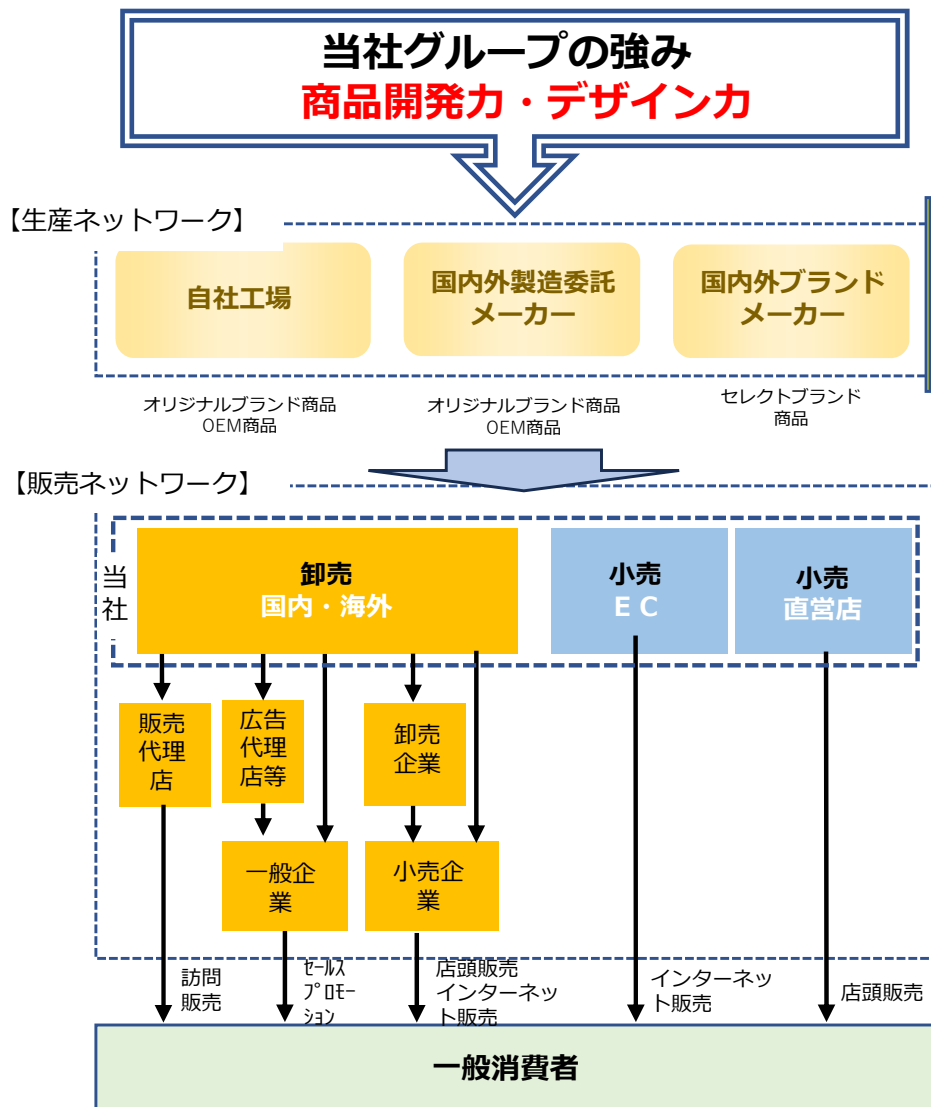 当社グループの強み
商品開発力・デザイン力
【生産ネットワーク】
自社工場
国内外製造委託
メーカー
国内外ブランド
メーカー
オリジナルブランド商品
OEM商品
オリジナルブランド商品
OEM商品
セレクトブランド
商品
【販売ネットワーク】
当
社
卸売
国内・海外
小売
ＥＣ
小売
直営店
販売
代理
店
広告
代理
店等
卸売
企業
一般企
業
小売企
業
訪問
販売
ｾｰﾙｽ
ﾌﾟﾛﾓｰ
ｼｮﾝ
店頭販売
インターネッ
ト販売
インターネッ
ト販売
店頭販売
一般消費者